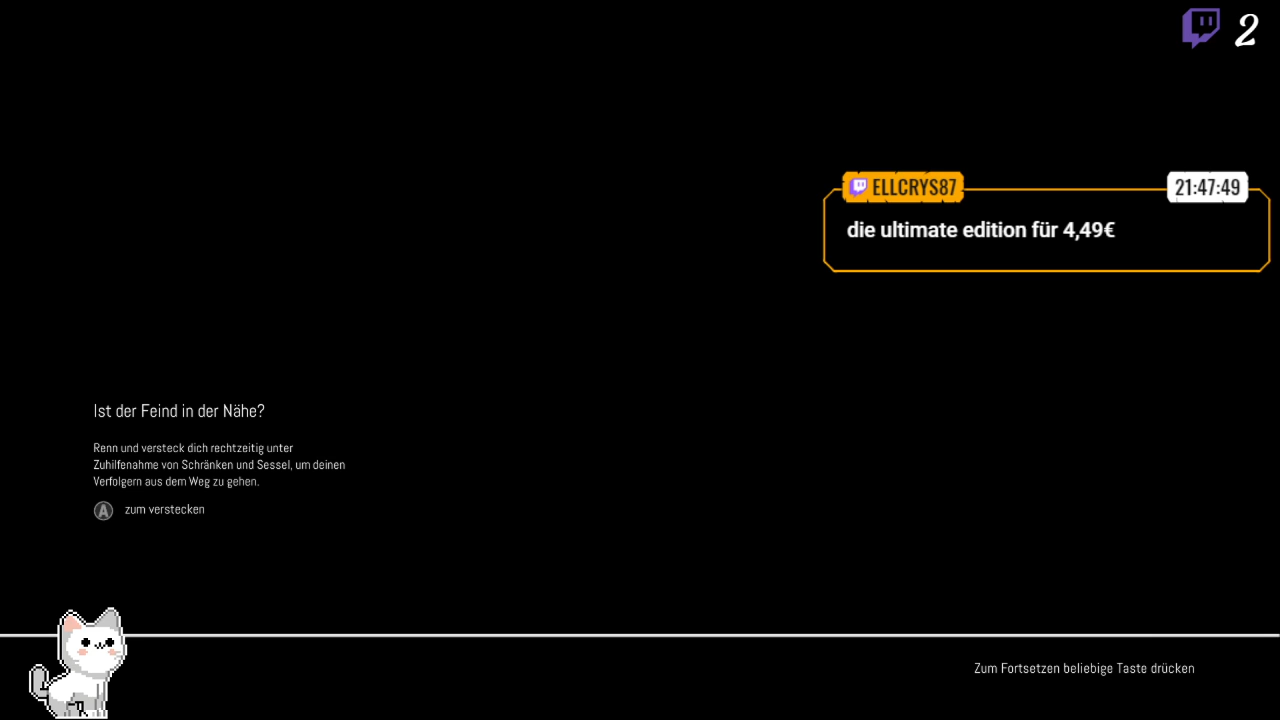 2
ELLCRYS87
21:47:49
die ultimate edition für 4,49€
Ist der Feind in der Nähe?
Renn und versteck dich rechtzeitig unter
Zuhilfenahme von Schränken und Sessel, um deinen
Verfolgern aus dem Weg zu gehen.
A zum verstecken
Zum Fortsetzen beliebige Taste drücken